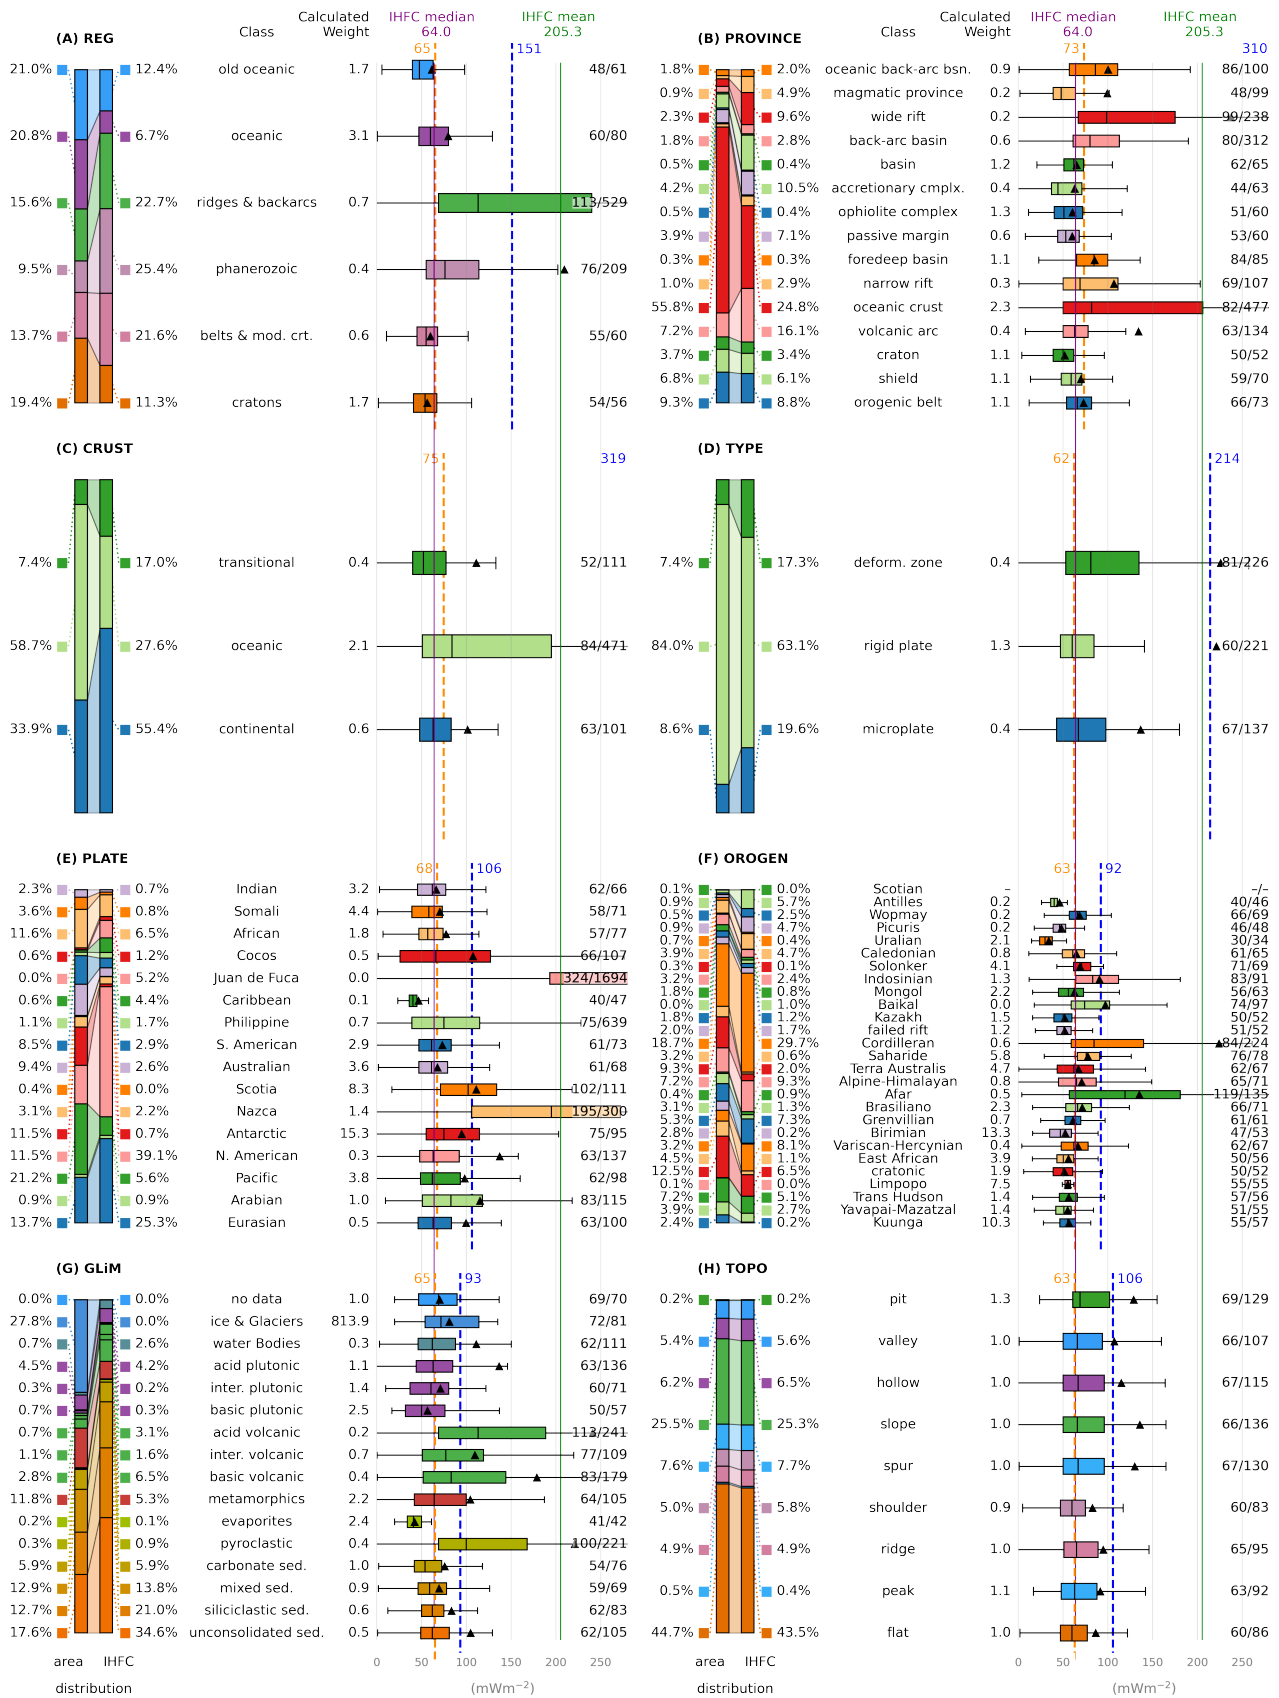 Calculated IHFC median IHFC mean
(A) REG Class Weight 64.0 205.3
65 151
21.0% 12.4% old oceanic 1.7 48/61
20.8% 6.7% oceanic 3.1 60/80
15.6% 22.7% ridges & backarcs 0.7 113/529
9.5% 25.4% phanerozoic 0.4 76/209
13.7% 21.6% belts & mod. crt. 0.6 55/60
19.4% 11.3% cratons 1.7 54/56
Calculated IHFC median IHFC mean
(B) PROVINCE Class Weight 64.0 205.3
73 310
1.8% 2.0% oceanic back-arc bsn. 0.9 86/100
0.9% 4.9% magmatic province 0.2 48/99
2.3% 9.6% wide rift 0.2 99/238
1.8% 2.8% back-arc basin 0.6 80/312
0.5% 0.4% basin 1.2 62/65
4.2% 10.5% accretionary cmplx. 0.4 44/63
0.5% 0.4% ophiolite complex 1.3 51/60
3.9% 7.1% passive margin 0.6 53/60
0.3% 0.3% foredeep basin 1.1 84/85
1.0% 2.9% narrow rift 0.3 69/107
55.8% 24.8% oceanic crust 2.3 82/477
7.2% 16.1% volcanic arc 0.4 63/134
3.7% 3.4% craton 1.1 50/52
6.8% 6.1% shield 1.1 59/70
9.3% 8.8% orogenic belt 1.1 66/73
(C) CRUST
75 319
7.4% 17.0% transitional 0.4 52/111
58.7% 27.6% oceanic 2.1 84/471
33.9% 55.4% continental 0.6 63/101
(D) TYPE
62 214
7.4% 17.3% deform. zone 0.4 81/226
84.0% 63.1% rigid plate 1.3 60/221
8.6% 19.6% microplate 0.4 67/137
(E) PLATE
68 106
2.3% 0.7% Indian 3.2 62/66
3.6% 0.8% Somali 4.4 58/71
11.6% 6.5% African 1.8 57/77
0.6% 1.2% Cocos 0.5 66/107
0.0% 5.2% Juan de Fuca 0.0 324/1694
0.6% 4.4% Caribbean 0.1 40/47
1.1% 1.7% Philippine 0.7 75/639
8.5% 2.9% S. American 2.9 61/73
9.4% 2.6% Australian 3.6 61/68
0.4% 0.0% Scotia 8.3 102/111
3.1% 2.2% Nazca 1.4 195/300
11.5% 0.7% Antarctic 15.3 75/95
11.5% 39.1% N. American 0.3 63/137
21.2% 5.6% Pacific 3.8 62/98
0.9% 0.9% Arabian 1.0 83/115
13.7% 25.3% Eurasian 0.5 63/100
(F) OROGEN
63 92
0.1% 0.0% Scotian – –/–
0.9% 5.7% Antilles 0.2 40/46
0.5% 2.5% Wopmay 0.2 66/69
0.9% 4.7% Picuris 0.2 46/48
0.7% 0.4% Uralian 2.1 30/34
3.9% 4.7% Caledonian 0.8 61/65
0.3% 0.1% Solonker 4.1 71/69
3.2% 2.4% Indosinian 1.3 83/91
1.8% 0.8% Mongol 2.2 56/63
0.0% 1.0% Baikal 0.0 74/97
1.8% 1.2% Kazakh 1.5 50/52
2.0% 1.7% failed rift 1.2 51/52
18.7% 29.7% Cordilleran 0.6 84/224
3.2% 0.6% Saharide 5.8 76/78
9.3% 2.0% Terra Australis 4.7 62/67
7.2% 9.3% Alpine-Himalayan 0.8 65/71
0.4% 0.9% Afar 0.5 119/135
3.1% 1.3% Brasiliano 2.3 66/71
5.3% 7.3% Grenvillian 0.7 61/61
2.8% 0.2% Birimian 13.3 47/53
3.2% 8.1% Variscan-Hercynian 0.4 62/67
4.5% 1.1% East African 3.9 50/56
12.5% 6.5% cratonic 1.9 50/52
0.1% 0.0% Limpopo 7.5 55/55
7.2% 5.1% Trans Hudson 1.4 57/56
3.9% 2.7% Yavapai-Mazatzal 1.4 51/55
2.4% 0.2% Kuunga 10.3 55/57
(G) GLiM
65 93
0.0% 0.0% no data 1.0 69/70
27.8% 0.0% ice & Glaciers 813.9 72/81
0.7% 2.6% water Bodies 0.3 62/111
4.5% 4.2% acid plutonic 1.1 63/136
0.3% 0.2% inter. plutonic 1.4 60/71
0.7% 0.3% basic plutonic 2.5 50/57
0.7% 3.1% acid volcanic 0.2 113/241
1.1% 1.6% inter. volcanic 0.7 77/109
2.8% 6.5% basic volcanic 0.4 83/179
11.8% 5.3% metamorphics 2.2 64/105
0.2% 0.1% evaporites 2.4 41/42
0.3% 0.9% pyroclastic 0.4 100/221
5.9% 5.9% carbonate sed. 1.0 54/76
12.9% 13.8% mixed sed. 0.9 59/69
12.7% 21.0% siliciclastic sed. 0.6 62/83
17.6% 34.6% unconsolidated sed. 0.5 62/105
area IHFC 0 50 100 150 200 250
distribution (mWm−2)
(H) TOPO
63 106
0.2% 0.2% pit 1.3 69/129
5.4% 5.6% valley 1.0 66/107
6.2% 6.5% hollow 1.0 67/115
25.5% 25.3% slope 1.0 66/136
7.6% 7.7% spur 1.0 67/130
5.0% 5.8% shoulder 0.9 60/83
4.9% 4.9% ridge 1.0 65/95
0.5% 0.4% peak 1.1 63/92
44.7% 43.5% flat 1.0 60/86
area IHFC 0 50 100 150 200 250
distribution (mWm−2)